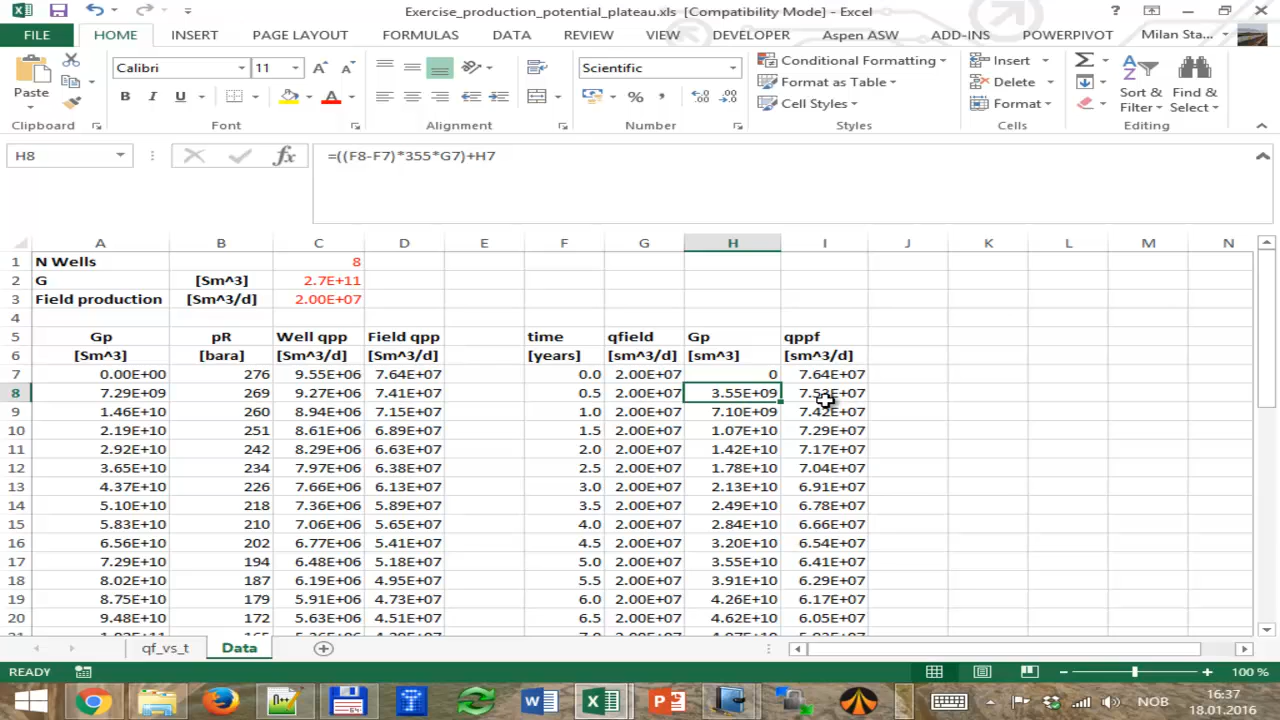 Exercise_production_potential_plateau.xls [Compatibility Mode] - Excel
FILE HOME INSERT PAGE LAYOUT FORMULAS DATA REVIEW VIEW DEVELOPER Aspen ASW ADD-INS POWERPIVOT Milan Sta...
Calibri 11 Scientific Conditional Formatting Insert
Paste Format as Table Delete Sort & Find &
B I U A % Cell Styles Format Filter Select
Clipboard Font Alignment Number Styles Cells Editing
H8 fx =((F8-F7)*355*G7)+H7
A B C D E F G H I J K L M N
1 N Wells 8
2 G [Sm^3] 2.7E+11
3 Field production [Sm^3/d] 2.00E+07
4
5 Gp pR Well qpp Field qpp time qfield Gp qppf
6 [Sm^3] [bara] [Sm^3/d] [Sm^3/d] [years] [sm^3/d] [sm^3] [sm^3/d]
7 0.00E+00 276 9.55E+06 7.64E+07 0.0 2.00E+07 0 7.64E+07
8 7.29E+09 269 9.27E+06 7.41E+07 0.5 2.00E+07 3.55E+09 7.53E+07
9 1.46E+10 260 8.94E+06 7.15E+07 1.0 2.00E+07 7.10E+09 7.42E+07
10 2.19E+10 251 8.61E+06 6.89E+07 1.5 2.00E+07 1.07E+10 7.29E+07
11 2.92E+10 242 8.29E+06 6.63E+07 2.0 2.00E+07 1.42E+10 7.17E+07
12 3.65E+10 234 7.97E+06 6.38E+07 2.5 2.00E+07 1.78E+10 7.04E+07
13 4.37E+10 226 7.66E+06 6.13E+07 3.0 2.00E+07 2.13E+10 6.91E+07
14 5.10E+10 218 7.36E+06 5.89E+07 3.5 2.00E+07 2.49E+10 6.78E+07
15 5.83E+10 210 7.06E+06 5.65E+07 4.0 2.00E+07 2.84E+10 6.66E+07
16 6.56E+10 202 6.77E+06 5.41E+07 4.5 2.00E+07 3.20E+10 6.54E+07
17 7.29E+10 194 6.48E+06 5.18E+07 5.0 2.00E+07 3.55E+10 6.41E+07
18 8.02E+10 187 6.19E+06 4.95E+07 5.5 2.00E+07 3.91E+10 6.29E+07
19 8.75E+10 179 5.91E+06 4.73E+07 6.0 2.00E+07 4.26E+10 6.17E+07
20 9.48E+10 172 5.63E+06 4.51E+07 6.5 2.00E+07 4.62E+10 6.05E+07
qf_vs_t Data
READY 100 %
NOB 16:37
18.01.2016